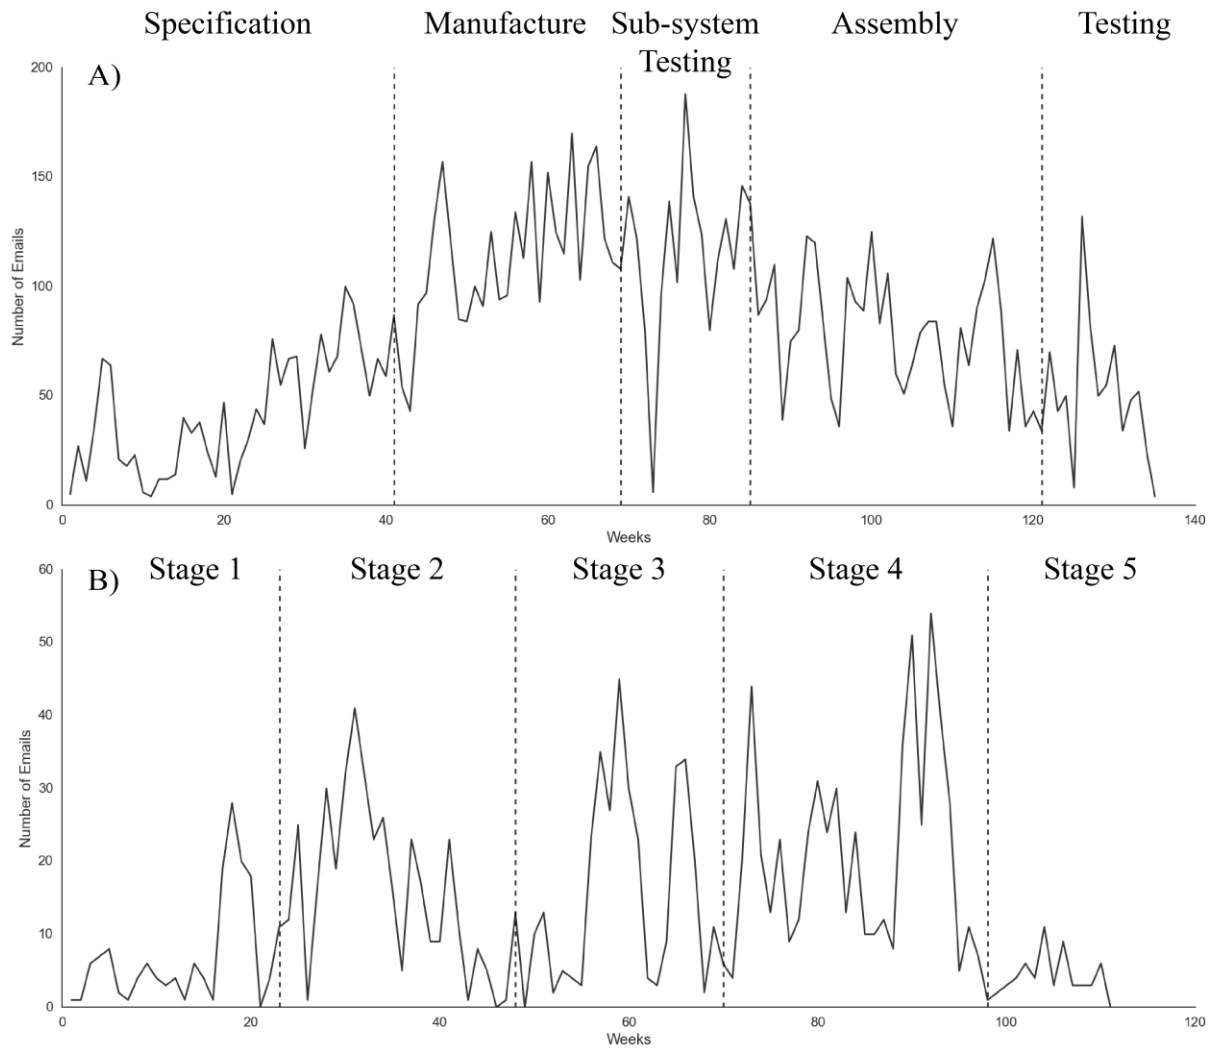 Specification Manufacture Sub-system Assembly Testing
Testing
A)
200
150
100
50
0
Number of Emails
0 20 40 60 80 100 120 140
Weeks
Stage 1 Stage 2 Stage 3 Stage 4 Stage 5
B)
60
50
40
30
20
10
0
Number of Emails
0 20 40 60 80 100 120
Weeks